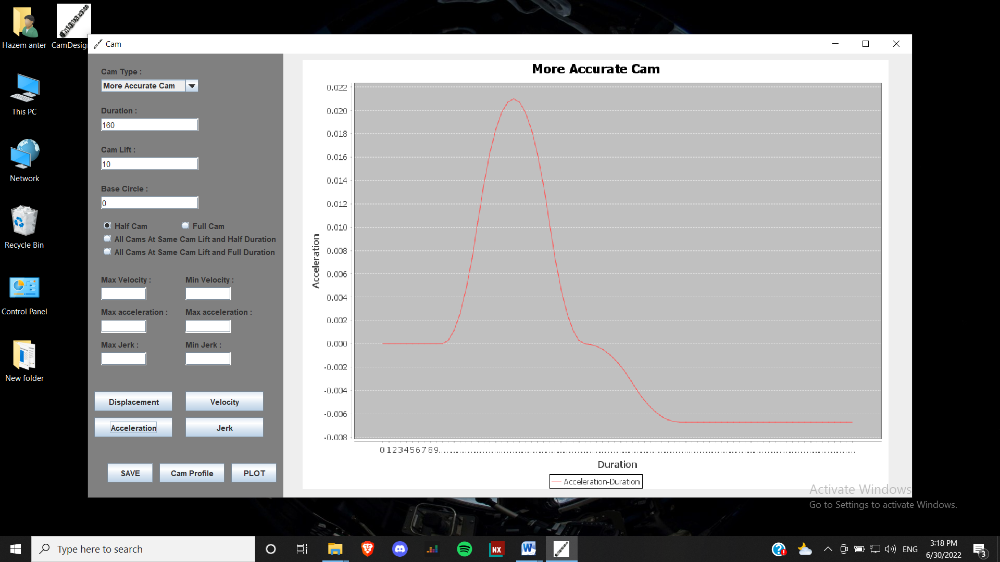 Hazem anter
CamDesig
This PC
Network
Recycle Bin
Control Panel
New folder
Cam
Cam Type :
More Accurate Cam
Duration :
160
Cam Lift :
10
Base Circle :
0
Half Cam
Full Cam
All Cams At Same Cam Lift and Half Duration
All Cams At Same Cam Lift and Full Duration
Max Velocity :
Min Velocity :
Max acceleration :
Max acceleration :
Max Jerk :
Min Jerk :
Displacement
Velocity
Acceleration
Jerk
SAVE
Cam Profile
PLOT
More Accurate Cam
0.022
0.020
0.018
0.016
0.014
0.012
0.010
0.008
0.006
0.004
0.002
0.000
-0.002
-0.004
-0.006
-0.008
Acceleration
0 1 2 3 4 5 6 7 8 9
Duration
Acceleration-Duration
Activate Windows
Go to Settings to activate Windows.
Type here to search
NX
W
ENG
3:18 PM
6/30/2022
3